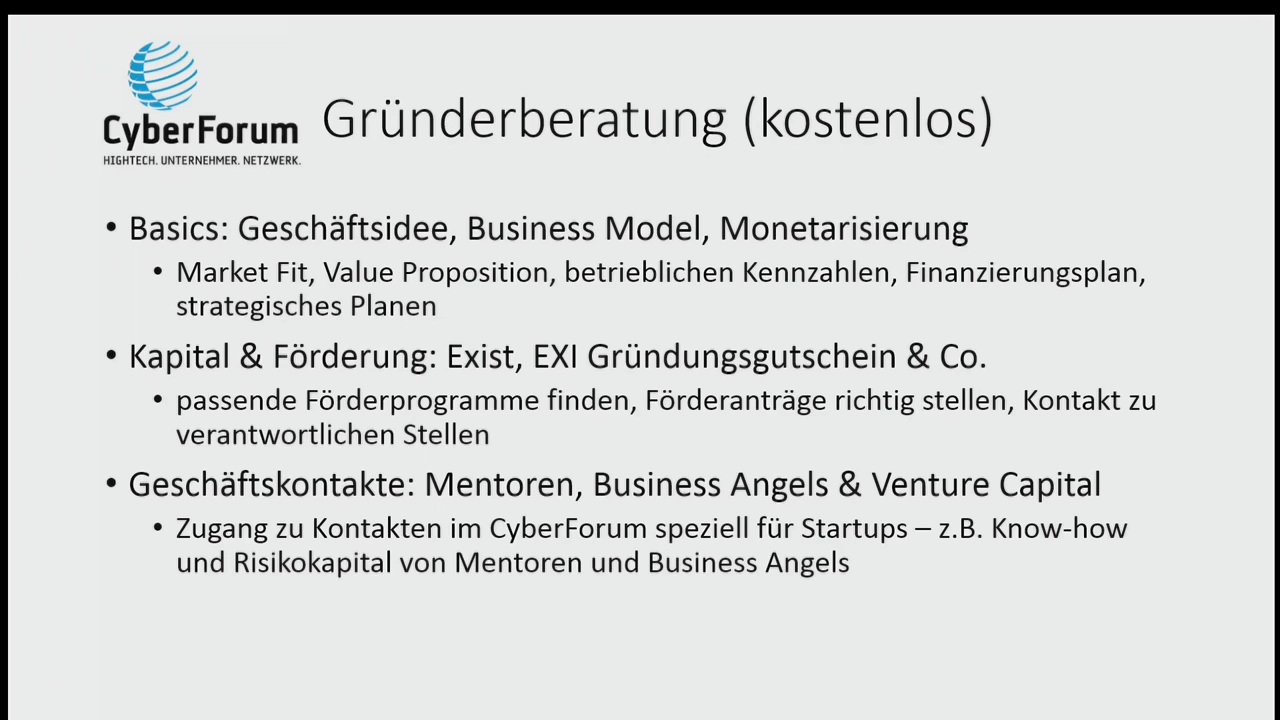 CyberForum
HIGHTECH. UNTERNEHMER. NETZWERK.
Gründerberatung (kostenlos)
• Basics: Geschäftsidee, Business Model, Monetarisierung
• Market Fit, Value Proposition, betrieblichen Kennzahlen, Finanzierungsplan,
strategisches Planen
• Kapital & Förderung: Exist, EXI Gründungsgutschein & Co.
• passende Förderprogramme finden, Förderanträge richtig stellen, Kontakt zu
verantwortlichen Stellen
• Geschäftskontakte: Mentoren, Business Angels & Venture Capital
• Zugang zu Kontakten im CyberForum speziell für Startups – z.B. Know-how
und Risikokapital von Mentoren und Business Angels